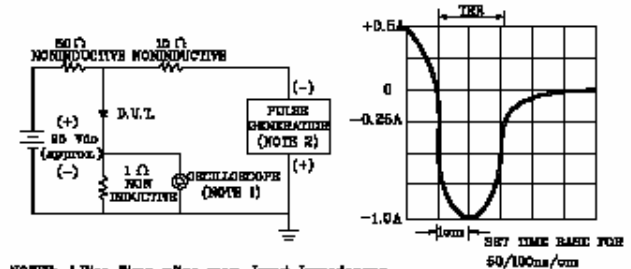 50 Ω
NONINDUCTIVE
10 Ω
NONINDUCTIVE
D.U.T.
(+)
25 Vdc
(approx.)
(-)
1 Ω
NON
INDUCTIVE
OSCILLOSCOPE
(NOTE 1)
(-)
PULSE
GENERATION
(NOTE 2)
(+)
TRR
+0.5A
0
-0.25A
-1.0A
1cm
SET TIME BASE FOR
50/100ns/cm